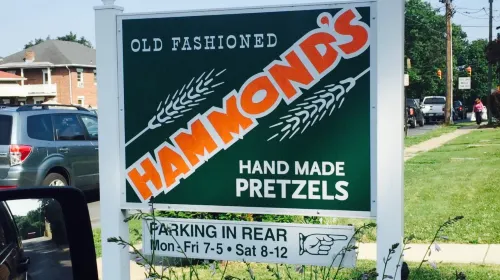 OLD FASHIONED
HAMMOND'S
HAND MADE
PRETZELS
PARKING IN REAR
Mon-Fri 7-5 • Sat 8-12